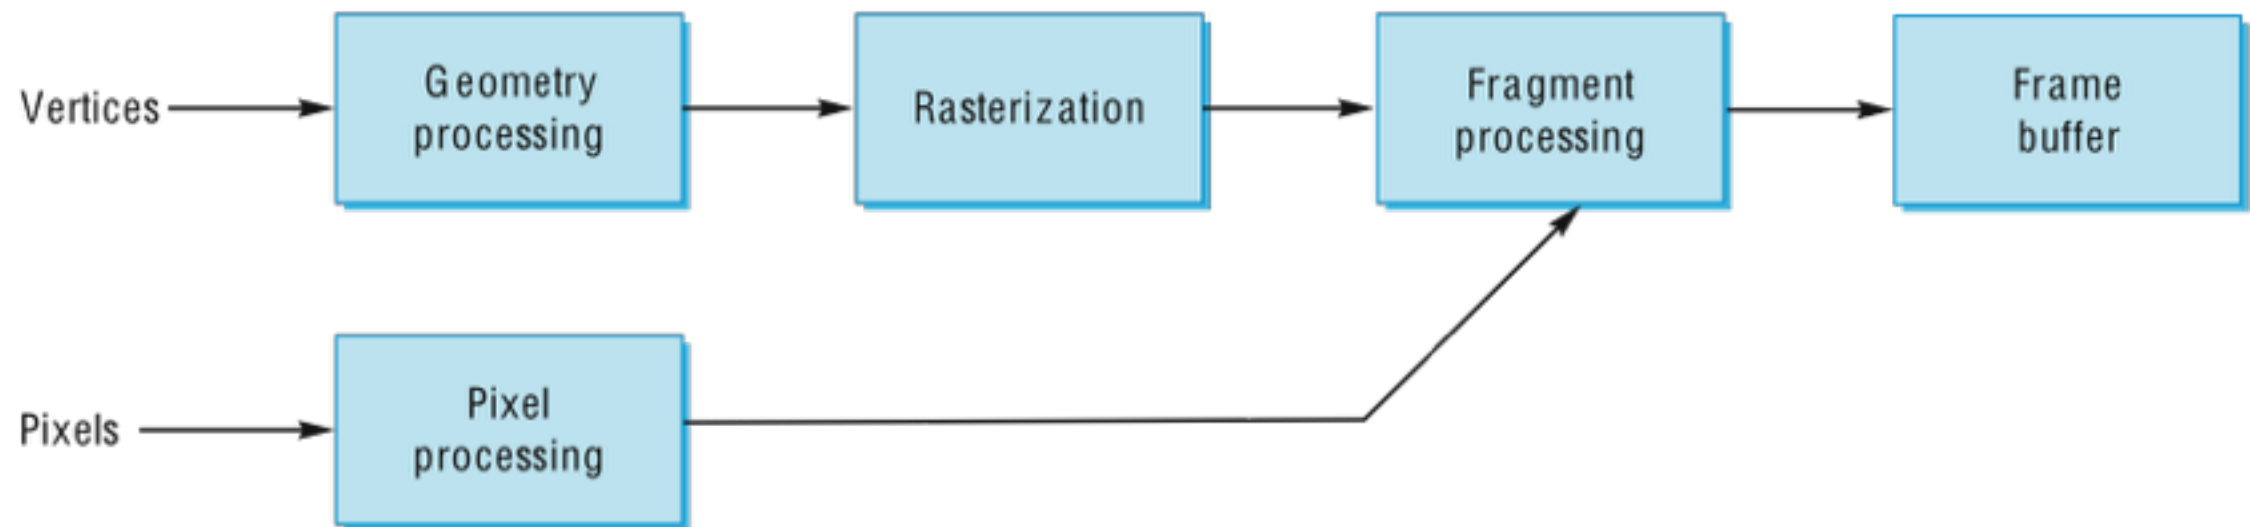 Vertices
Geometry
processing
Rasterization
Fragment
processing
Frame
buffer
Pixels
Pixel
processing